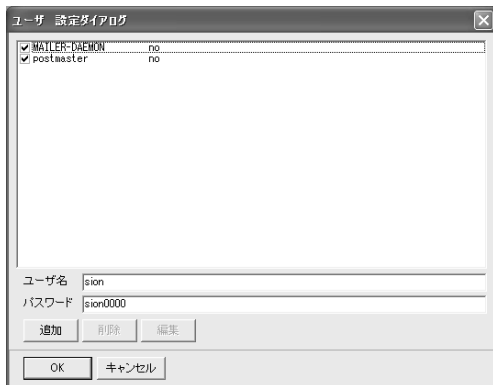 ユーザ 設定ダイアログ
MAILER-DAEMON no
postmaster no
ユーザ名 sion
パスワード sion0000
追加 削除 編集
OK キャンセル